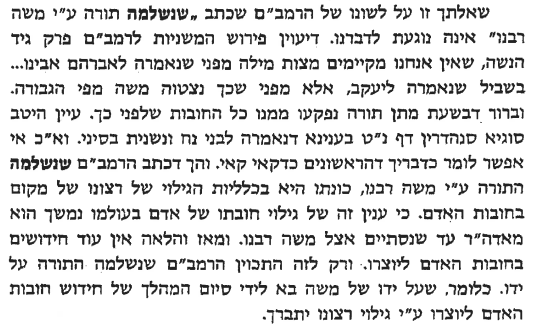 שאלתך זו על לשונו של הרמב"ם שכתב „שנשלמה תורה ע"י משה
רבנו" אינה נוגעת לדברנו. דיעוין פירוש המשניות לרמב"ם פרק גיד
הנשה, שאין אנחנו מקיימים מצות מילה מפני שנאמרה לאברהם אבינו...
בשביל שנאמרה ליעקב, אלא מפני שכך נצטוה משה מפי הגבורה.
וברור דבשעת מתן תורה נפקעו ממנו כל החובות שלפני כך. עיין היטב
סוגיא סנהדרין דף נ"ט בענינא דנאמרה לבני נח ונשנית בסיני. וא"כ אי
אפשר לומר כדבריך דהראשונים כדקאי קאי. והך דכתב הרמב"ם שנשלמה
התורה ע"י משה רבנו, כונתו היא בכלליות הגילוי של רצונו של מקום
בחובות האדם. כי ענין זה של גילוי חובתו של אדם בעולמו נמשך הוא
מאדה"ר עד שנסתיים אצל משה רבנו. ומאז והלאה אין עוד חידושים
בחובות האדם ליוצרו. ורק לזה התכוין הרמב"ם שנשלמה התורה על
ידו. כלומר, שעל ידו של משה בא לידי סיום המהלך של חידוש חובות
האדם ליוצרו ע"י גילוי רצונו יתברך.